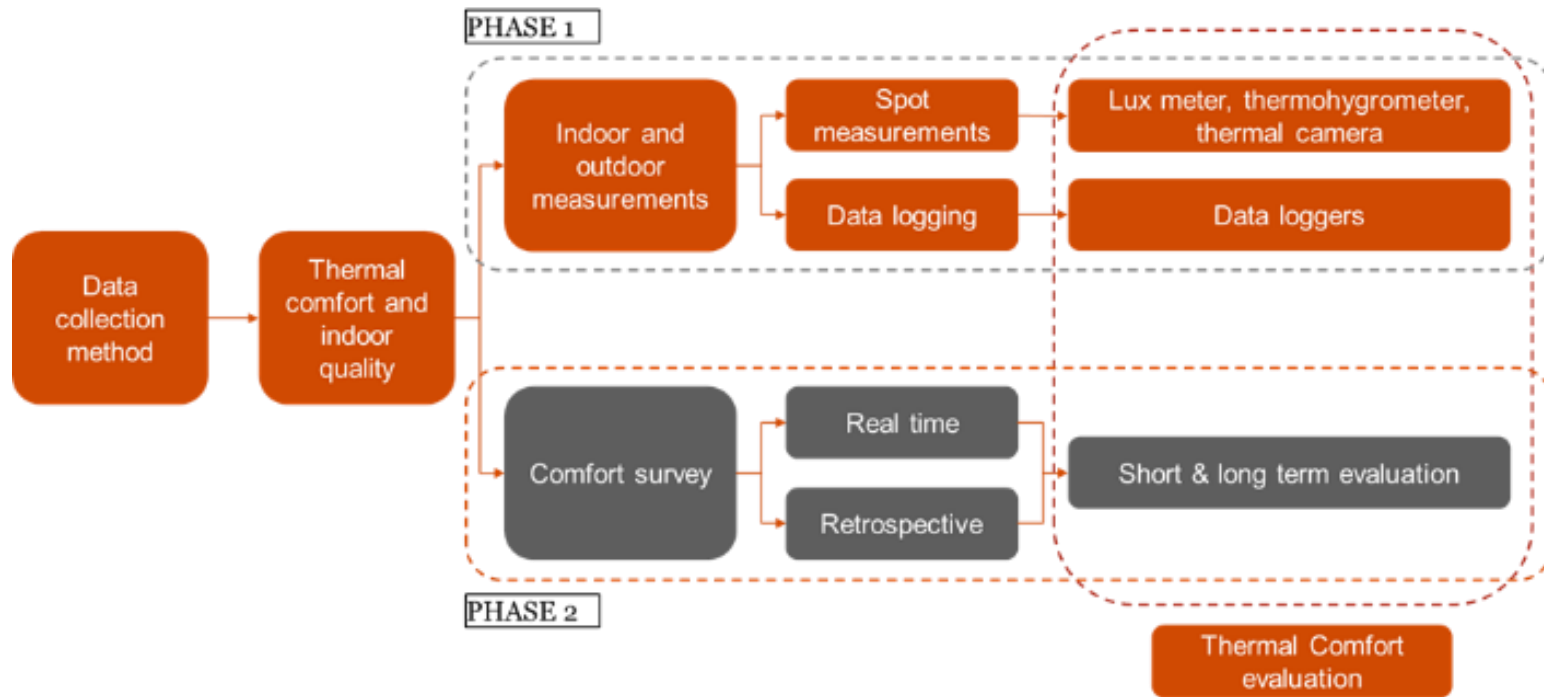 PHASE 1
Indoor and
outdoor
measurements
Spot
measurements
Lux meter, thermohygrometer,
thermal camera
Data logging
Data loggers
Data
collection
method
Thermal
comfort and
indoor
quality
Comfort survey
Real time
Retrospective
Short & long term evaluation
PHASE 2
Thermal Comfort
evaluation